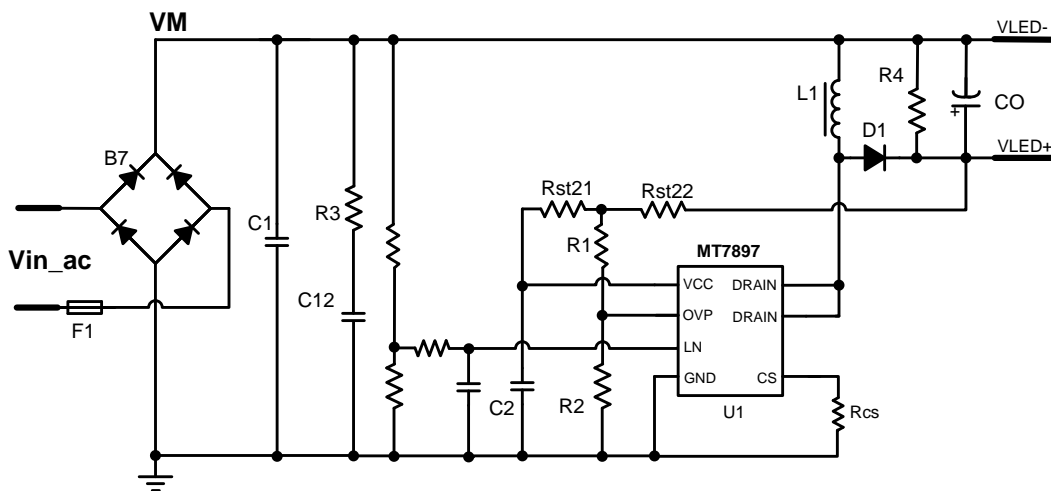 VM
VLED-
R4
L1
CO
+
D1
VLED+
B7
Rst21
Rst22
C1
R3
R1
MT7897
Vin_ac
VCC
DRAIN
C12
OVP
DRAIN
F1
LN
GND
CS
C2
R2
U1
Rcs